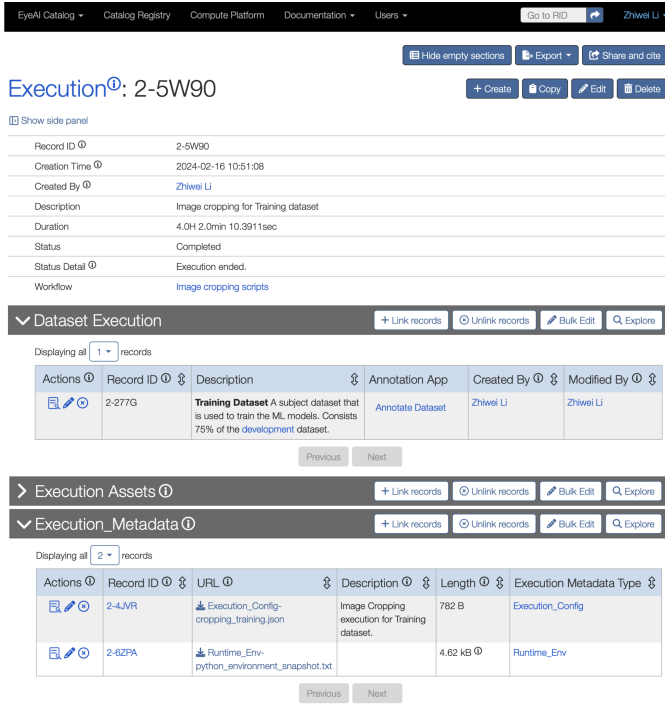 EyeAI Catalog Catalog Registry Compute Platform Documentation Users Go to RID Zhiwei Li
Hide empty sections Export Share and cite
Execution: 2-5W90
Create Copy Edit Delete
Show side panel
Record ID 2-5W90
Creation Time 2024-02-16 10:51:08
Created By Zhiwei Li
Description Image cropping for Training dataset
Duration 4.0H 2.0min 10.3911sec
Status Completed
Status Detail Execution ended.
Workflow Image cropping scripts
Dataset Execution + Link records Unlink records Bulk Edit Explore
Displaying all 1 records
Actions Record ID Description Annotation App Created By Modified By
2-277G Training Dataset A subject dataset that Annotate Dataset Zhiwei Li Zhiwei Li
is used to train the ML models. Consists
75% of the development dataset.
Previous Next
Execution Assets + Link records Unlink records Bulk Edit Explore
Execution_Metadata + Link records Unlink records Bulk Edit Explore
Displaying all 2 records
Actions Record ID URL Description Length Execution Metadata Type
2-4JVR Execution_Config- Image Cropping 782 B Execution_Config
cropping_training.json execution for Training
dataset.
2-6ZPA Runtime_Env- 4.62 kB Runtime_Env
python_environment_snapshot.txt
Previous Next